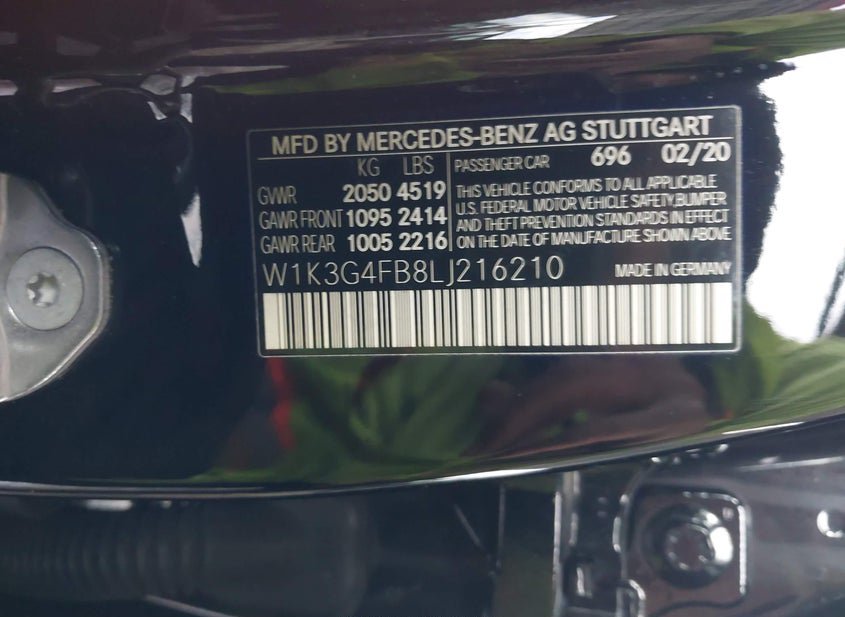 MFD BY MERCEDES-BENZ AG STUTTGART
KG LBS
GWR 2050 4519
GAWR FRONT 1095 2414
GAWR REAR 1005 2216
PASSENGER CAR 696 02/20
THIS VEHICLE CONFORMS TO ALL APPLICABLE
U.S. FEDERAL MOTOR VEHICLE SAFETY, BUMPER
AND THEFT PREVENTION STANDARDS IN EFFECT
ON THE DATE OF MANUFACTURE SHOWN ABOVE
W1K3G4FB8LJ216210
MADE IN GERMANY